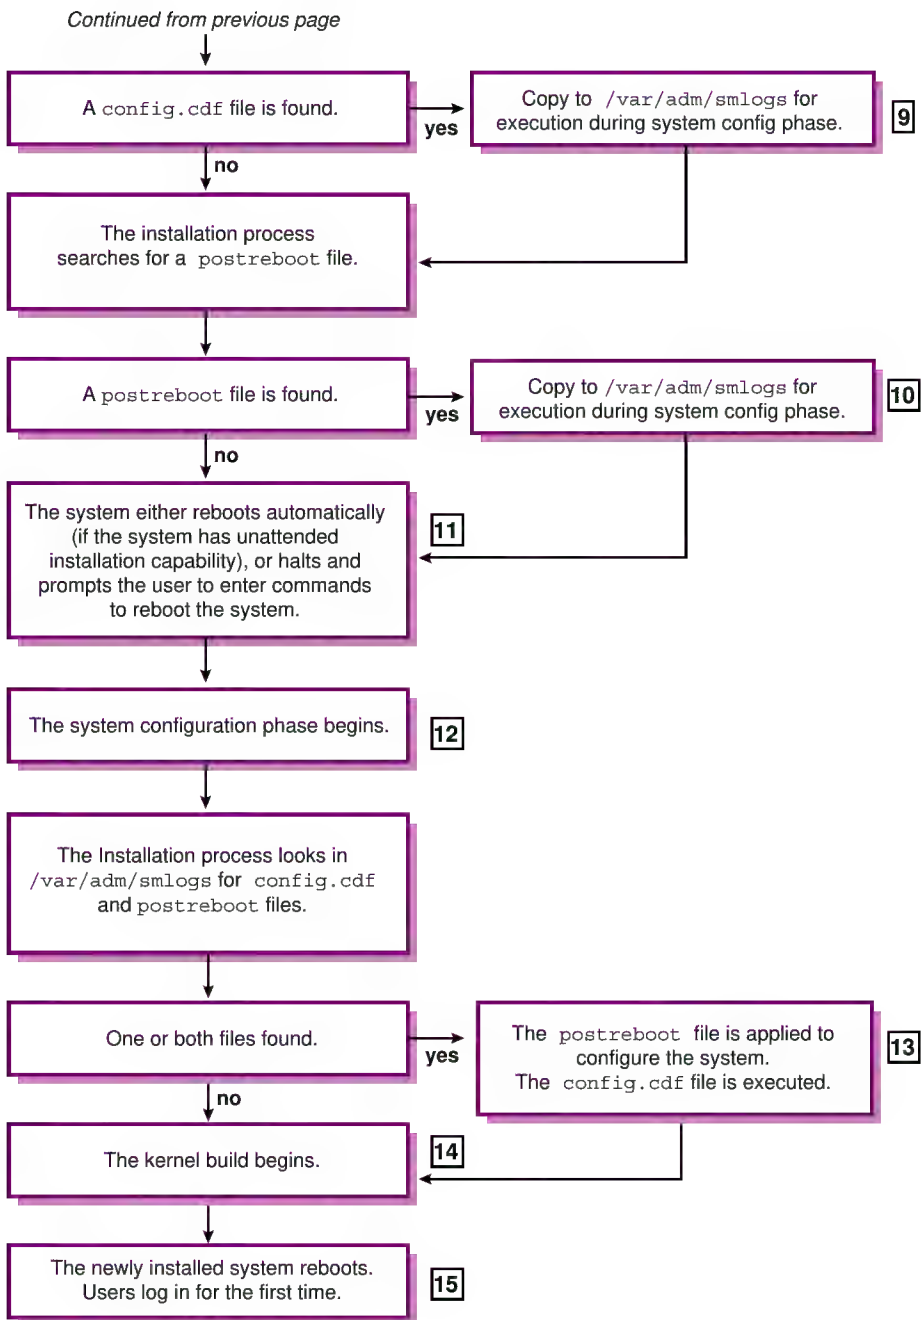 Continued from previous page
A config.cdf file is found.
yes
Copy to /var/adm/smlogs for
execution during system config phase.
9
no
The installation process
searches for a postreboot file.
A postreboot file is found.
yes
Copy to /var/adm/smlogs for
execution during system config phase.
10
no
The system either reboots automatically
(if the system has unattended
installation capability), or halts and
prompts the user to enter commands
to reboot the system.
11
The system configuration phase begins.
12
The Installation process looks in
/var/adm/smlogs for config.cdf
and postreboot files.
One or both files found.
yes
The postreboot file is applied to
configure the system.
The config.cdf file is executed.
13
no
The kernel build begins.
14
The newly installed system reboots.
Users log in for the first time.
15